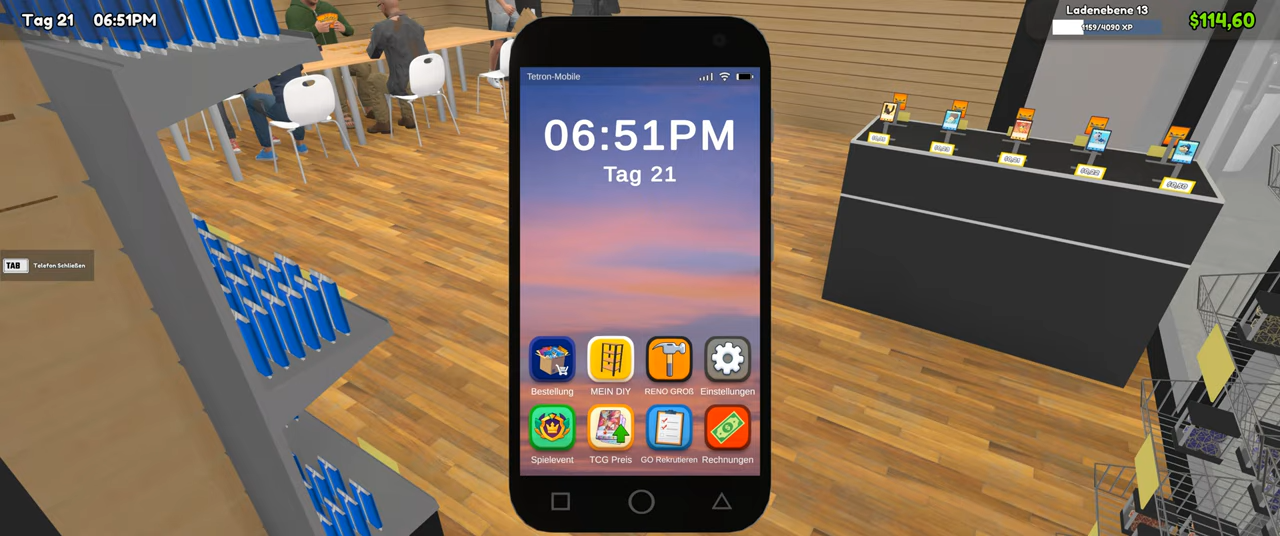 Tag 21 06:51PM
Ladenebene 13
1159/4090 XP
$114,60
Tetron-Mobile
06:51PM
Tag 21
TAB Telefon Schließen
Bestellung MEIN DIY RENO GROß Einstellungen
Spielevent TCG Preis GO Rekrutieren Rechnungen